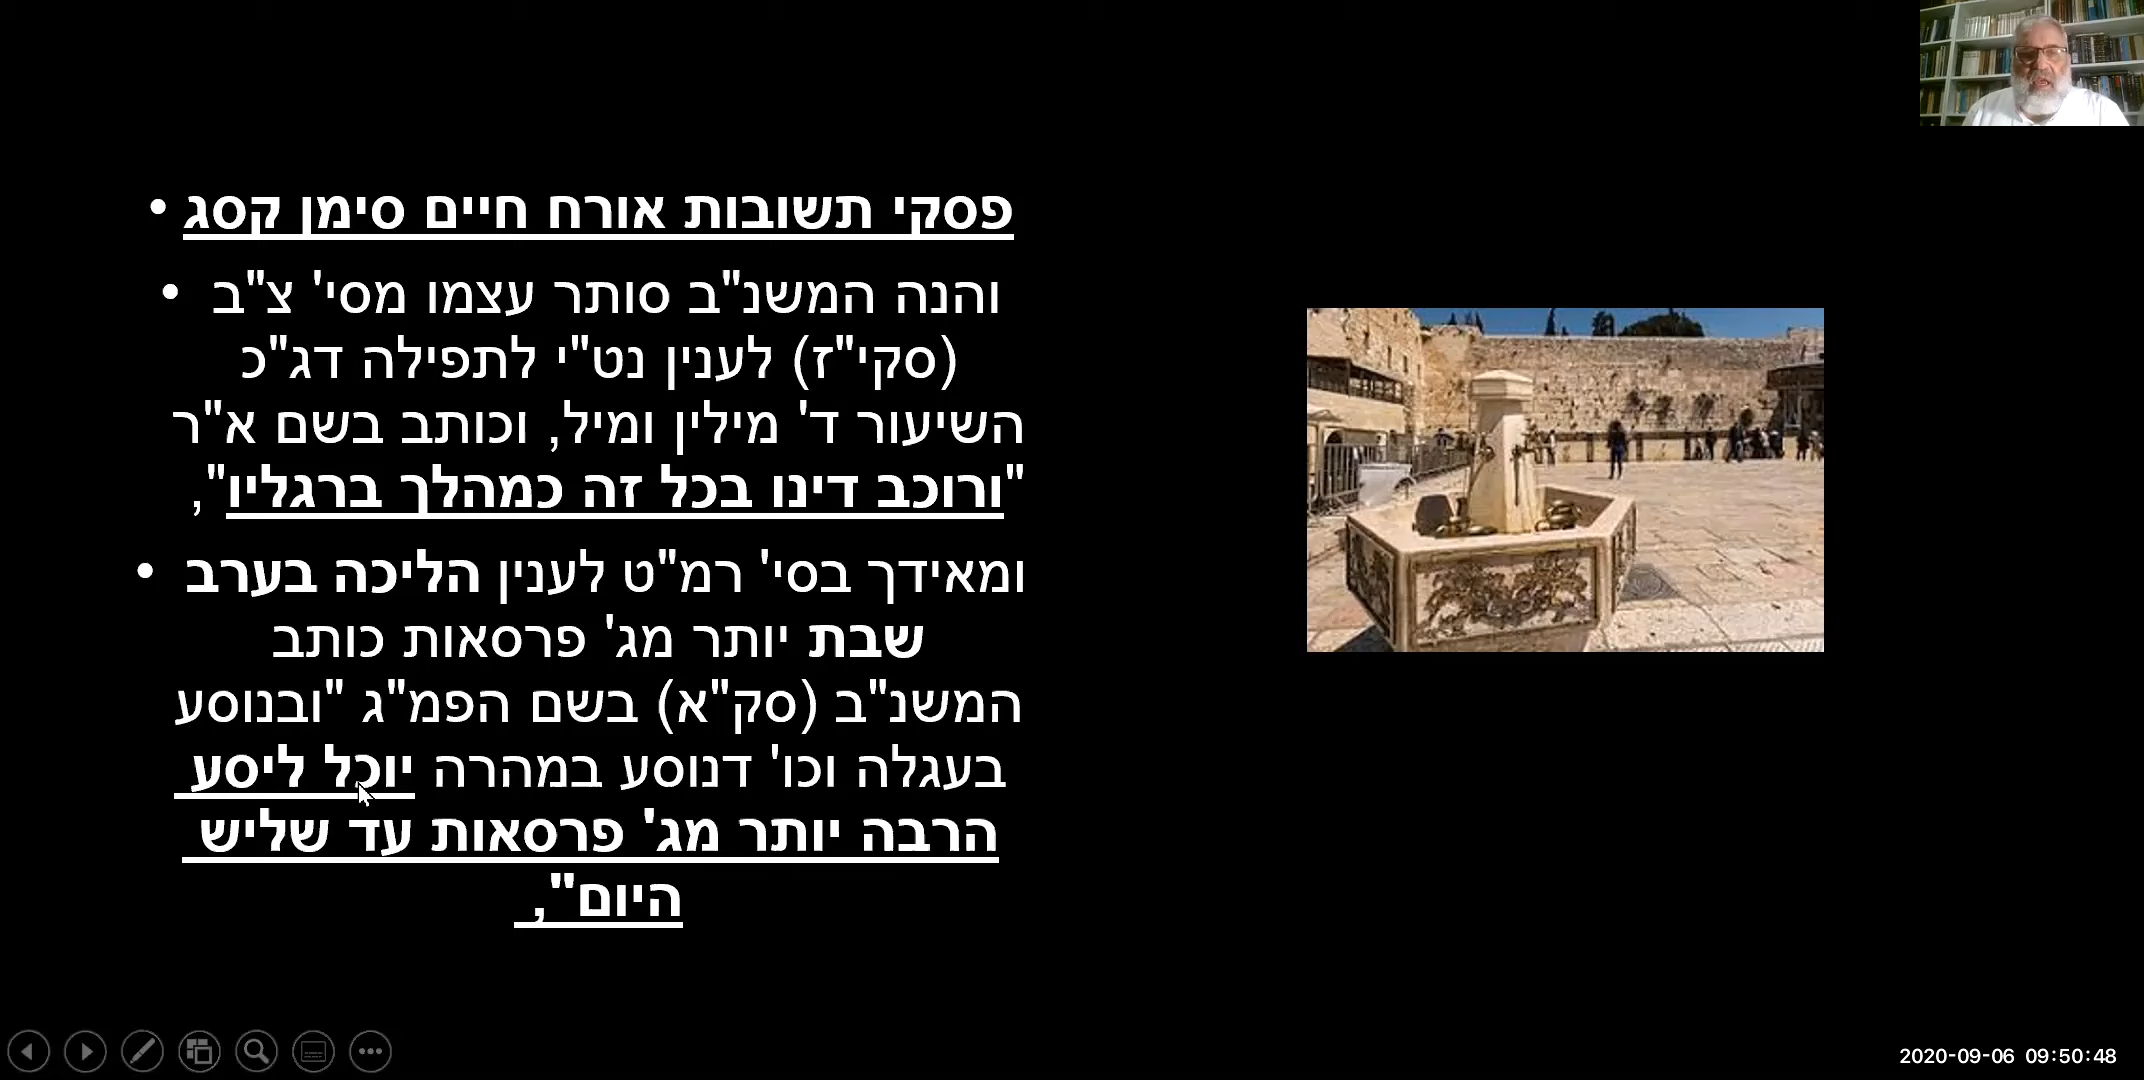 פסקי תשובות אורח חיים סימן קסג
והנה המשנ"ב סותר עצמו מסי' צ"ב
(סקי"ז) לענין נט"י לתפילה דג"כ
השיעור ד' מילין ומיל, וכותב בשם א"ר
"ורוכב דינו בכל זה כמהלך ברגליו",
ומאידך בסי' רמ"ט לענין הליכה בערב
שבת יותר מג' פרסאות כותב
המשנ"ב (סק"א) בשם הפמ"ג "ובנוסע
בעגלה וכו' דנוסע במהרה יוכל ליסע
הרבה יותר מג' פרסאות עד שליש
היום",
2020-09-06 09:50:48